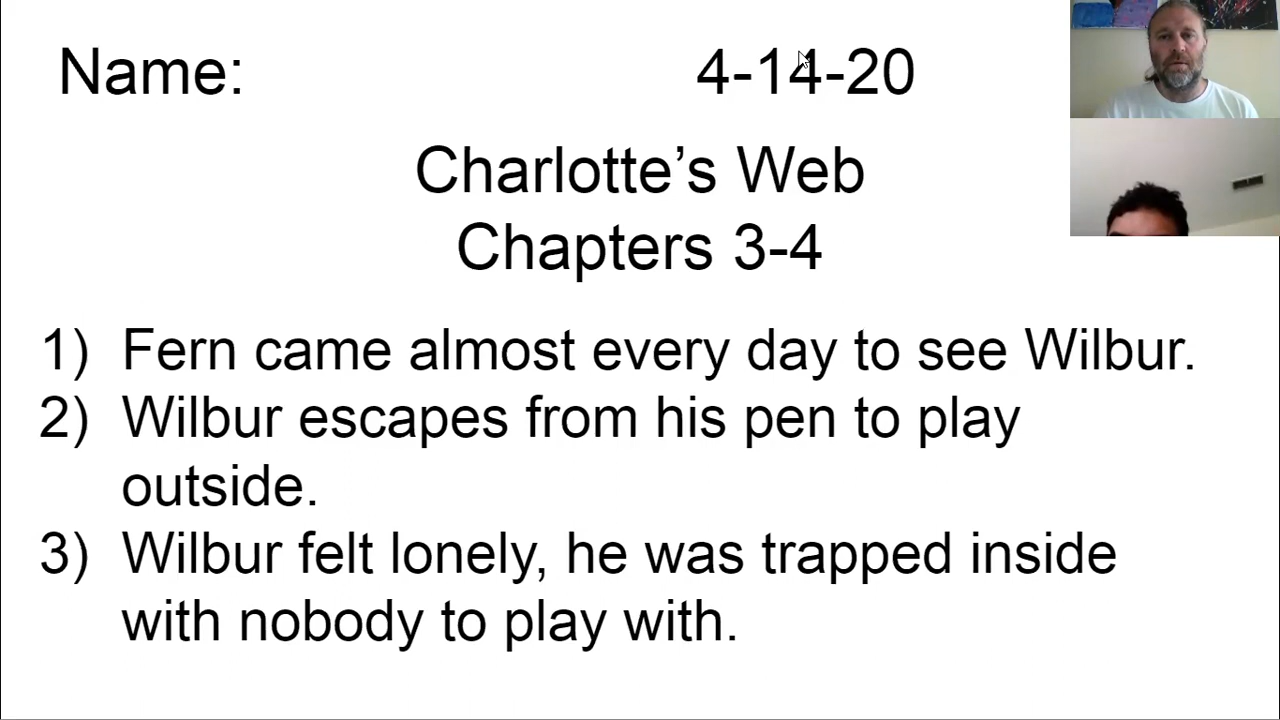 Name: 4-14-20
Charlotte’s Web
Chapters 3-4
1) Fern came almost every day to see Wilbur.
2) Wilbur escapes from his pen to play
outside.
3) Wilbur felt lonely, he was trapped inside
with nobody to play with.